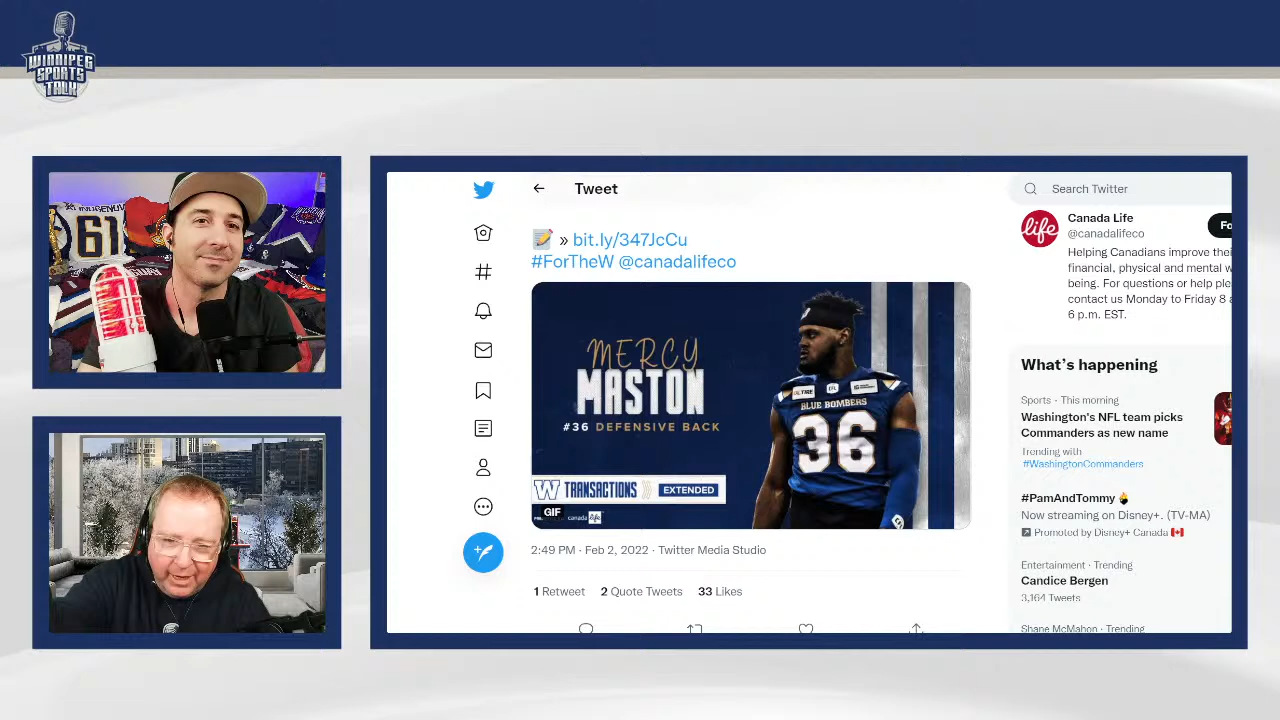 WINNIPEG
SPORTS
TALK
61
Tweet
Search Twitter
» bit.ly/347JcCu
#ForTheW @canadalifeco
MERCY
MASTON
#36 DEFENSIVE BACK
BLUE BOMBERS
36
W TRANSACTIONS » EXTENDED
GIF
canada life
2:49 PM · Feb 2, 2022 · Twitter Media Studio
1 Retweet 2 Quote Tweets 33 Likes
life
Canada Life
@canadalifeco
Fo
Helping Canadians improve thei
financial, physical and mental w
being. For questions or help ple
contact us Monday to Friday 8
6 p.m. EST.
What's happening
Sports · This morning
Washington's NFL team picks
Commanders as new name
Trending with
#WashingtonCommanders
#PamAndTommy
Now streaming on Disney+. (TV-MA)
Promoted by Disney+ Canada
Entertainment · Trending
Candice Bergen
3,164 Tweets
Shane McMahon · Trending